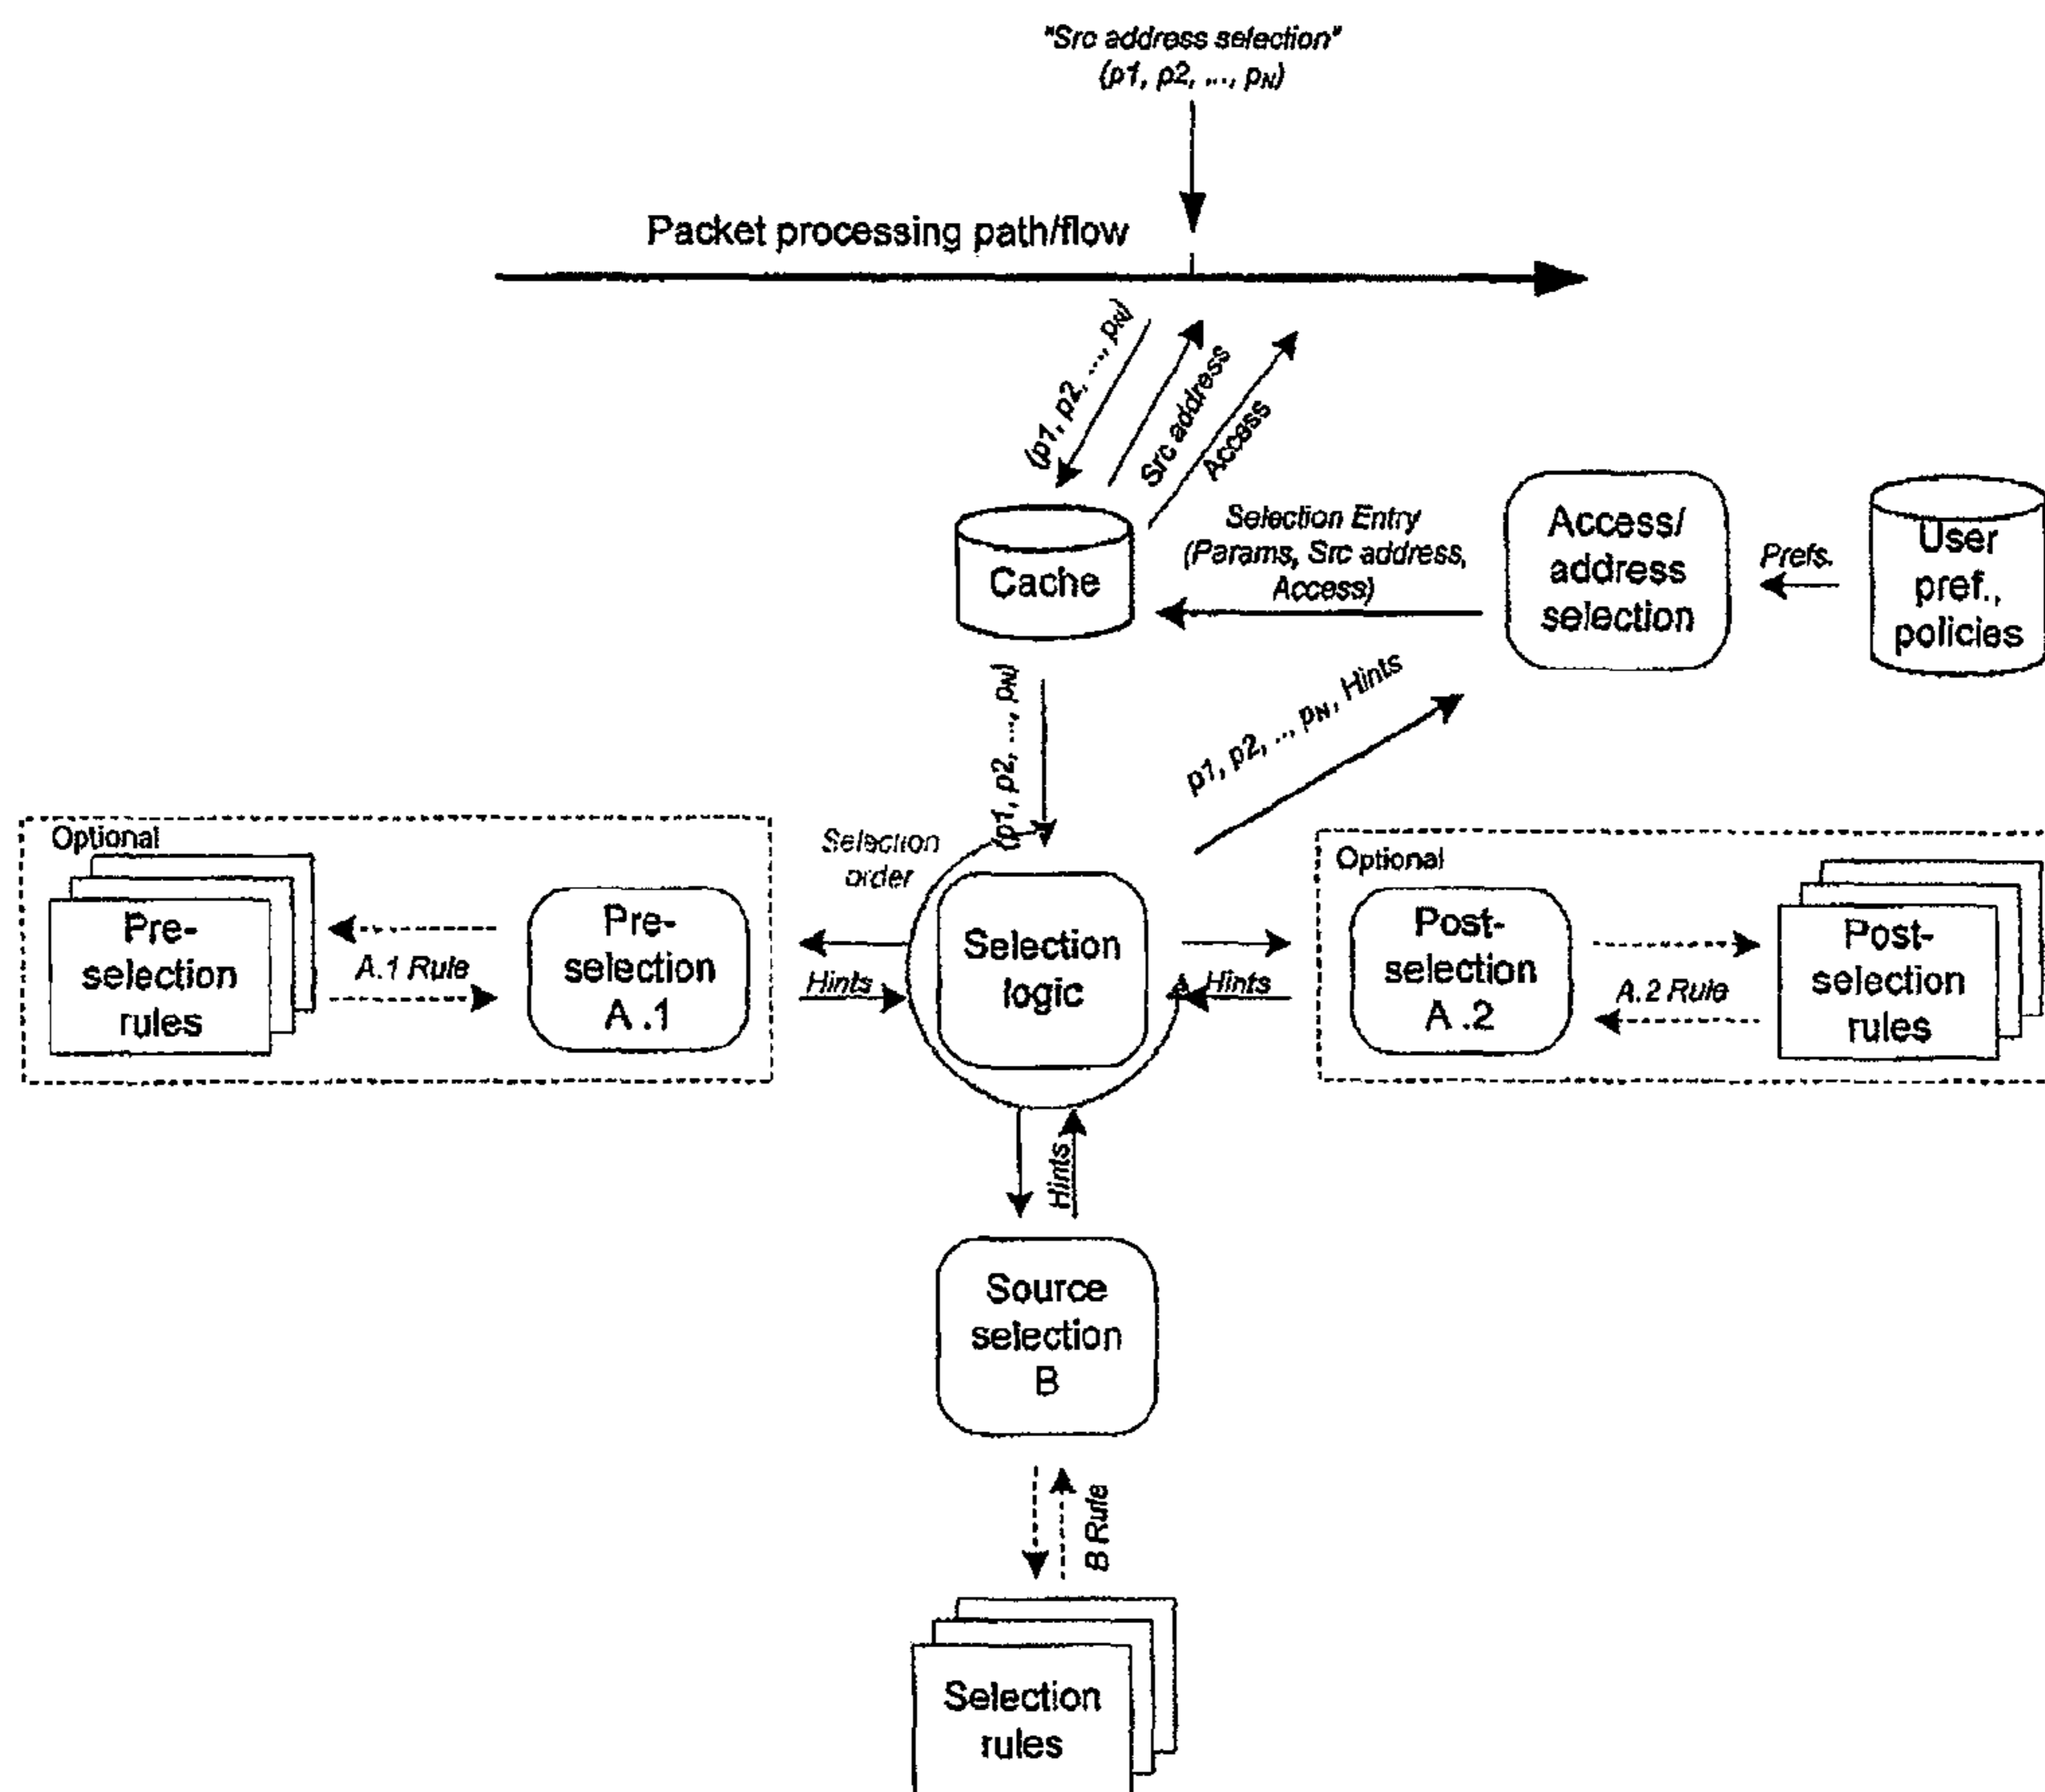 "Src address selection"
(p1, p2, ..., pN)
Packet processing path/flow
(p1, p2, ..., pN)
Src address
Access
Cache
Selection Entry
(Params, Src address,
Access)
Access/
address
selection
Prefs.
User
pref.,
policies
(p1, p2, ..., pN)
p1, p2, .., pN, Hints
Optional
Pre-
selection
rules
A.1 Rule
Pre-
selection
A .1
Hints
Selection
order
Selection
logic
Hints
Optional
Post-
selection
A .2
A.2 Rule
Post-
selection
rules
Hints
Source
selection
B
B Rule
Selection
rules